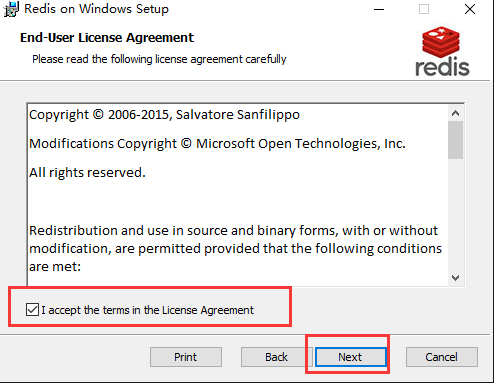 Redis on Windows Setup
End-User License Agreement
Please read the following license agreement carefully
redis
Copyright © 2006-2015, Salvatore Sanfilippo
Modifications Copyright © Microsoft Open Technologies, Inc.
All rights reserved.
Redistribution and use in source and binary forms, with or without
modification, are permitted provided that the following conditions
are met:
I accept the terms in the License Agreement
Print Back Next Cancel